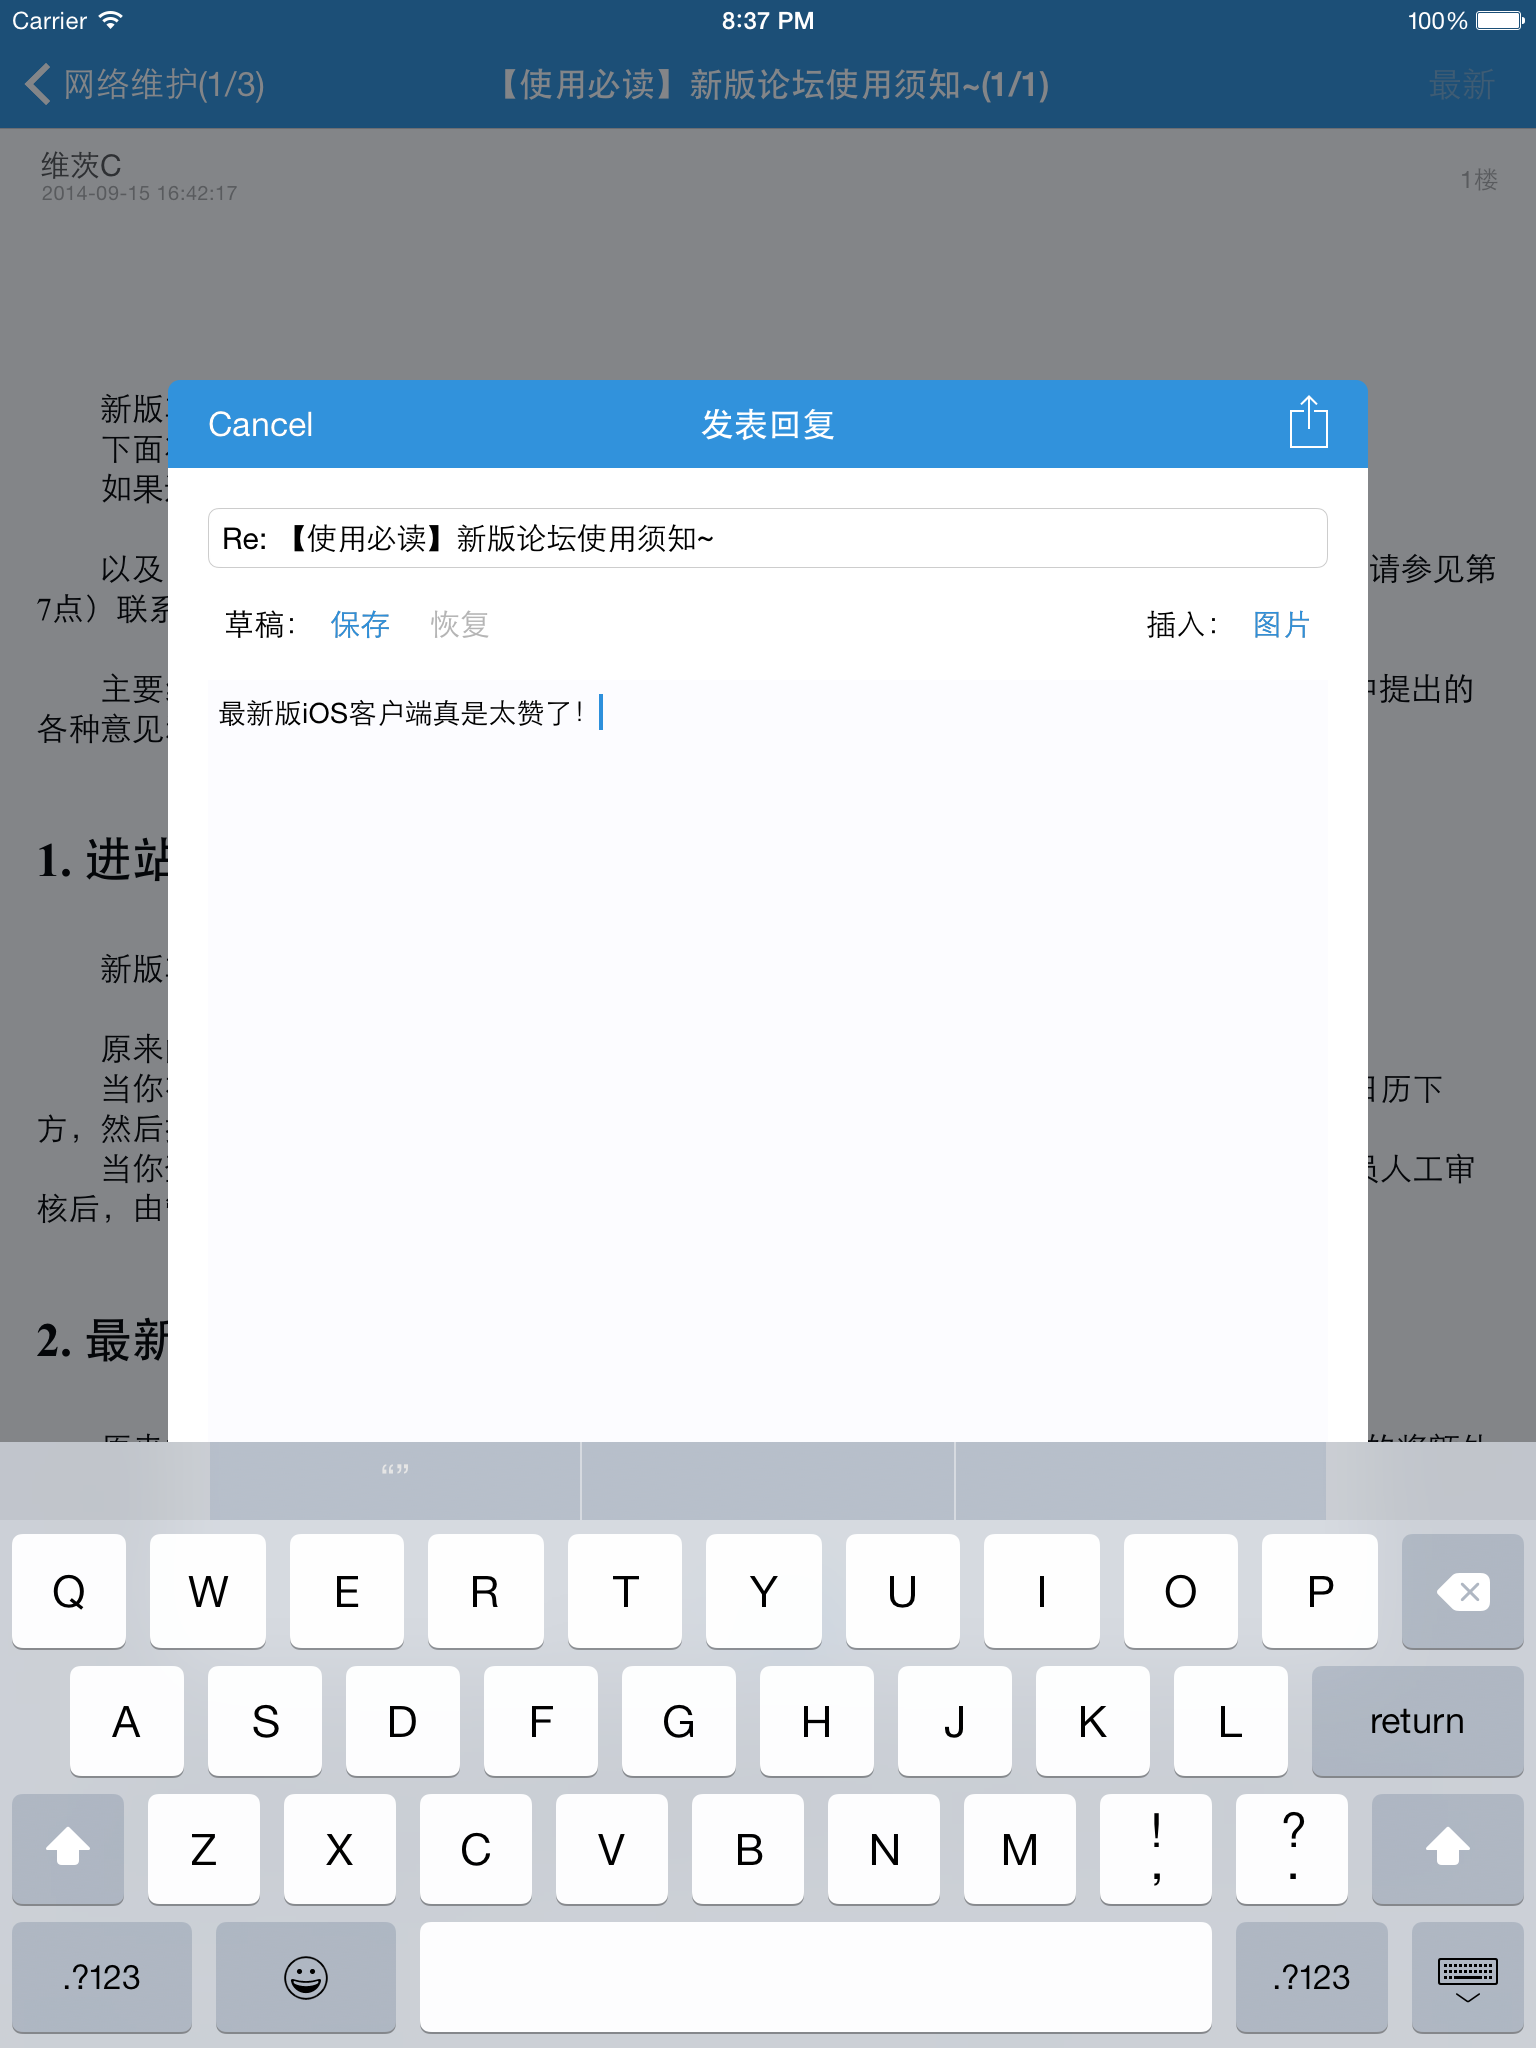 Carrier 8:37 PM 100%
网络维护(1/3) 【使用必读】新版论坛使用须知~(1/1) 最新
维茨C
2014-09-15 16:42:17
1楼
新版
下面
如果
以及
请参见第
7点）联系
主要
提出的
各种意见
1. 进站
新版
原来
当你
历下
方，然后
当你
员人工审
核后，由
2. 最新
Cancel 发表回复
Re: 【使用必读】新版论坛使用须知~
草稿： 保存 恢复 插入： 图片
最新版iOS客户端真是太赞了！
“”
Q W E R T Y U I O P
A S D F G H J K L return
Z X C V B N M ! , ? .
.?123 .?123